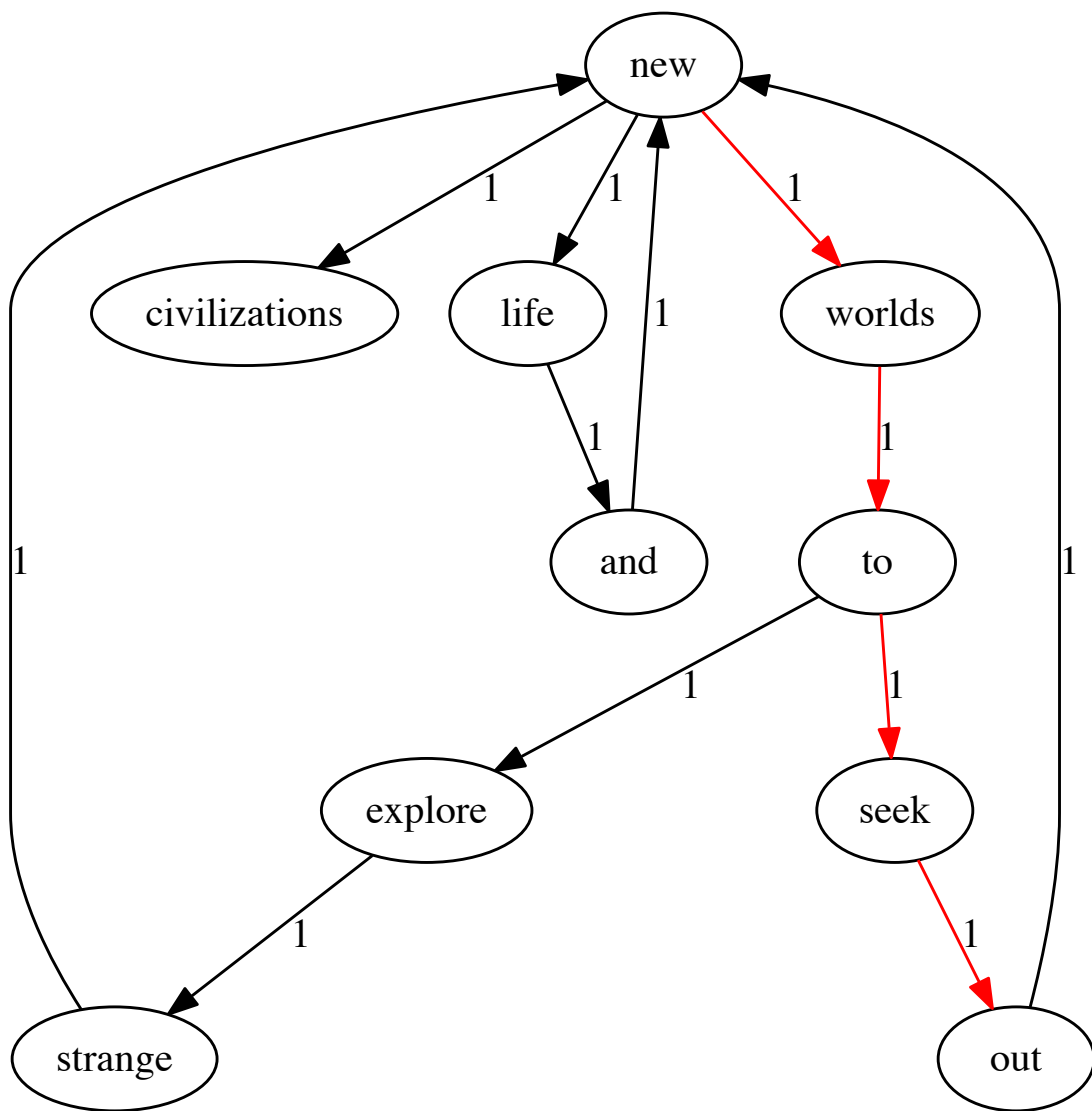 new
1 1 1
civilizations life worlds
1
1 1
and to
1 1
1 1
explore seek
1 1
strange out